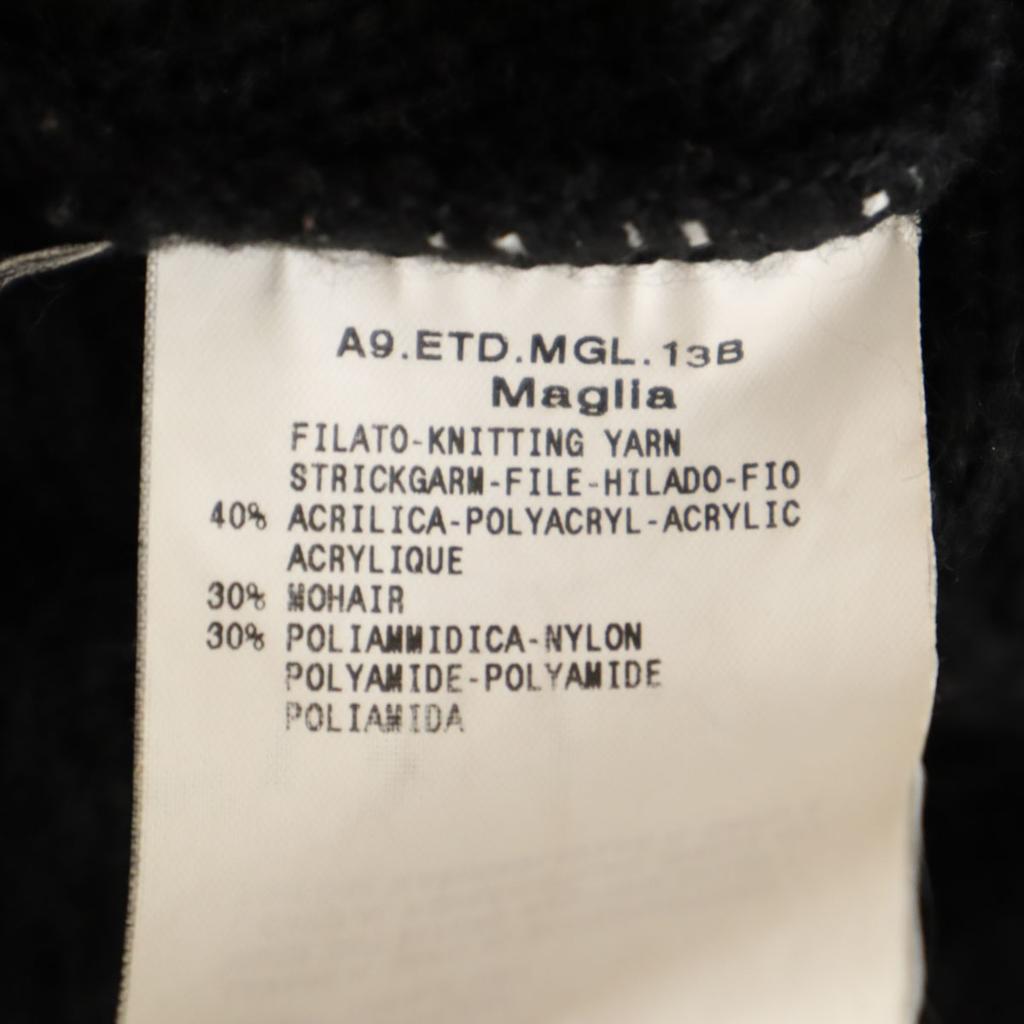 A9.ETD.MGL.13B
Maglia
FILATO-KNITTING YARN
STRICKGARM-FILE-HILADO-FIO
40% ACRILICA-POLYACRYL-ACRYLIC
ACRYLIQUE
30% MOHAIR
30% POLIAMMIDICA-NYLON
POLYAMIDE-POLYAMIDE
POLIAMIDA